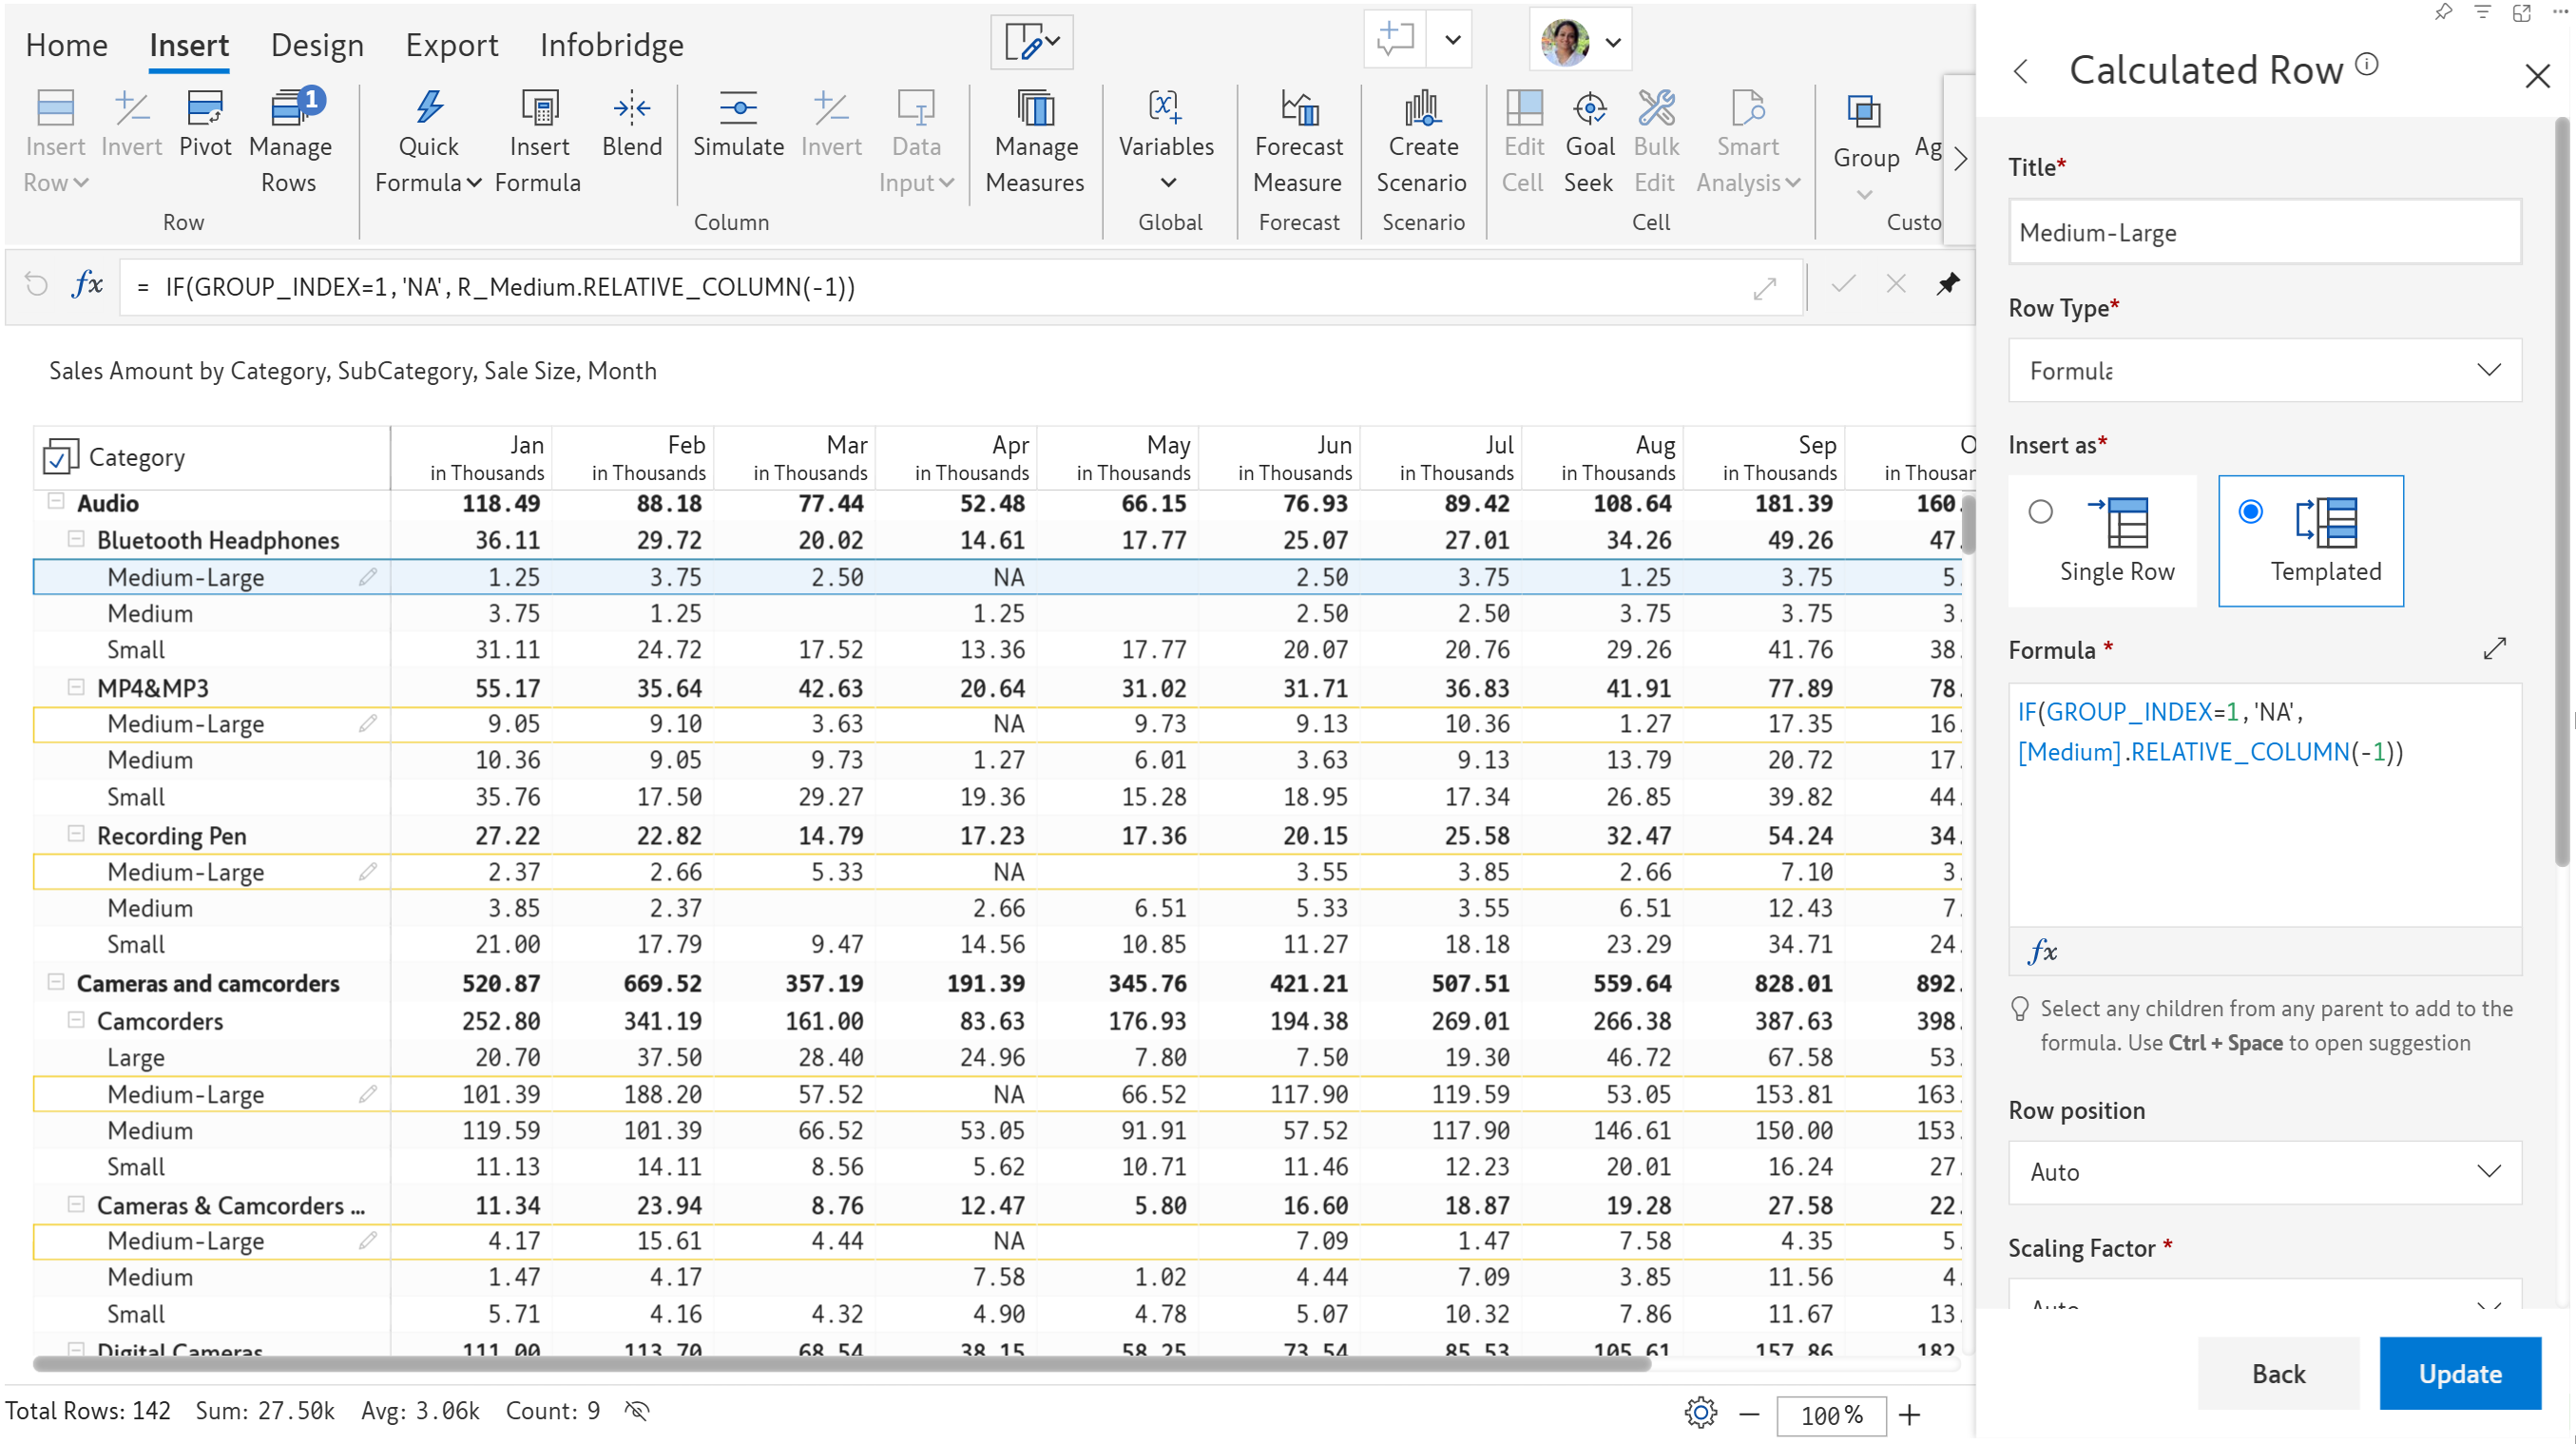 Home Insert Design Export Infobridge
1
Insert Invert Pivot Manage Quick Insert Blend Simulate Invert Data Manage Variables Forecast Create Edit Goal Bulk Smart Group Ag
Row Rows Formula Formula Input Measures Measure Scenario Cell Seek Edit Analysis
Row Column Global Forecast Scenario Cell Custo
fx = IF(GROUP_INDEX=1,'NA',R_Medium.RELATIVE_COLUMN(-1))
Sales Amount by Category, SubCategory, Sale Size, Month
Category Jan Feb Mar Apr May Jun Jul Aug Sep O
in Thousands in Thousands in Thousands in Thousands in Thousands in Thousands in Thousands in Thousands in Thousands in Thousan
Audio 118.49 88.18 77.44 52.48 66.15 76.93 89.42 108.64 181.39 160.
Bluetooth Headphones 36.11 29.72 20.02 14.61 17.77 25.07 27.01 34.26 49.26 47.
Medium-Large 1.25 3.75 2.50 NA 2.50 3.75 1.25 3.75 5.
Medium 3.75 1.25 1.25 2.50 2.50 3.75 3.75 3.
Small 31.11 24.72 17.52 13.36 17.77 20.07 20.76 29.26 41.76 38.
MP4&MP3 55.17 35.64 42.63 20.64 31.02 31.71 36.83 41.91 77.89 78.
Medium-Large 9.05 9.10 3.63 NA 9.73 9.13 10.36 1.27 17.35 16.
Medium 10.36 9.05 9.73 1.27 6.01 3.63 9.13 13.79 20.72 17.
Small 35.76 17.50 29.27 19.36 15.28 18.95 17.34 26.85 39.82 44.
Recording Pen 27.22 22.82 14.79 17.23 17.36 20.15 25.58 32.47 54.24 34.
Medium-Large 2.37 2.66 5.33 NA 3.55 3.85 2.66 7.10 3.
Medium 3.85 2.37 2.66 6.51 5.33 3.55 6.51 12.43 7.
Small 21.00 17.79 9.47 14.56 10.85 11.27 18.18 23.29 34.71 24.
Cameras and camcorders 520.87 669.52 357.19 191.39 345.76 421.21 507.51 559.64 828.01 892.
Camcorders 252.80 341.19 161.00 83.63 176.93 194.38 269.01 266.38 387.63 398.
Large 20.70 37.50 28.40 24.96 7.80 7.50 19.30 46.72 67.58 53.
Medium-Large 101.39 188.20 57.52 NA 66.52 117.90 119.59 53.05 153.81 163.
Medium 119.59 101.39 66.52 53.05 91.91 57.52 117.90 146.61 150.00 153.
Small 11.13 14.11 8.56 5.62 10.71 11.46 12.23 20.01 16.24 27.
Cameras & Camcorders ... 11.34 23.94 8.76 12.47 5.80 16.60 18.87 19.28 27.58 22.
Medium-Large 4.17 15.61 4.44 NA 7.09 1.47 7.58 4.35 5.
Medium 1.47 4.17 7.58 1.02 4.44 7.09 3.85 11.56 4.
Small 5.71 4.16 4.32 4.90 4.78 5.07 10.32 7.86 11.67 13.
Digital Cameras 111.00 113.70 68.54 38.15 58.25 73.54 85.53 105.61 157.86 182.
Total Rows: 142 Sum: 27.50k Avg: 3.06k Count: 9
100 %
Calculated Row
Title*
Medium-Large
Row Type*
Formula
Insert as*
Single Row Templated
Formula *
IF(GROUP_INDEX=1,'NA',
[Medium].RELATIVE_COLUMN(-1))
fx
Select any children from any parent to add to the
formula. Use Ctrl + Space to open suggestion
Row position
Auto
Scaling Factor *
Auto
Back Update